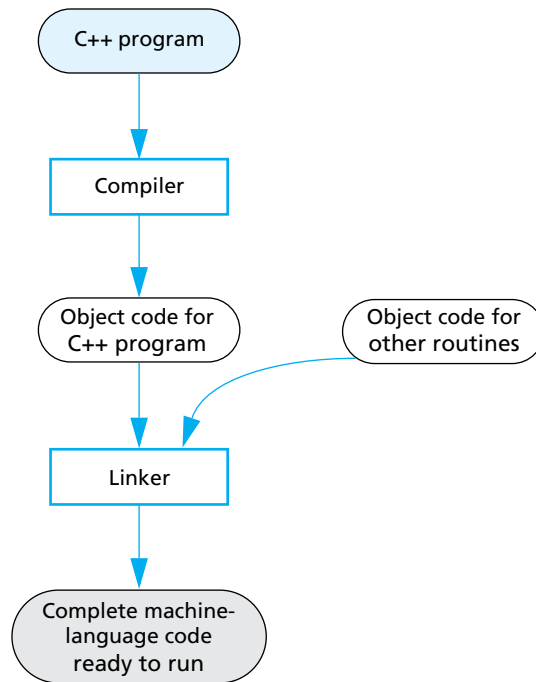 C++ program
Compiler
Object code for
C++ program
Object code for
other routines
Linker
Complete machine-
language code
ready to run